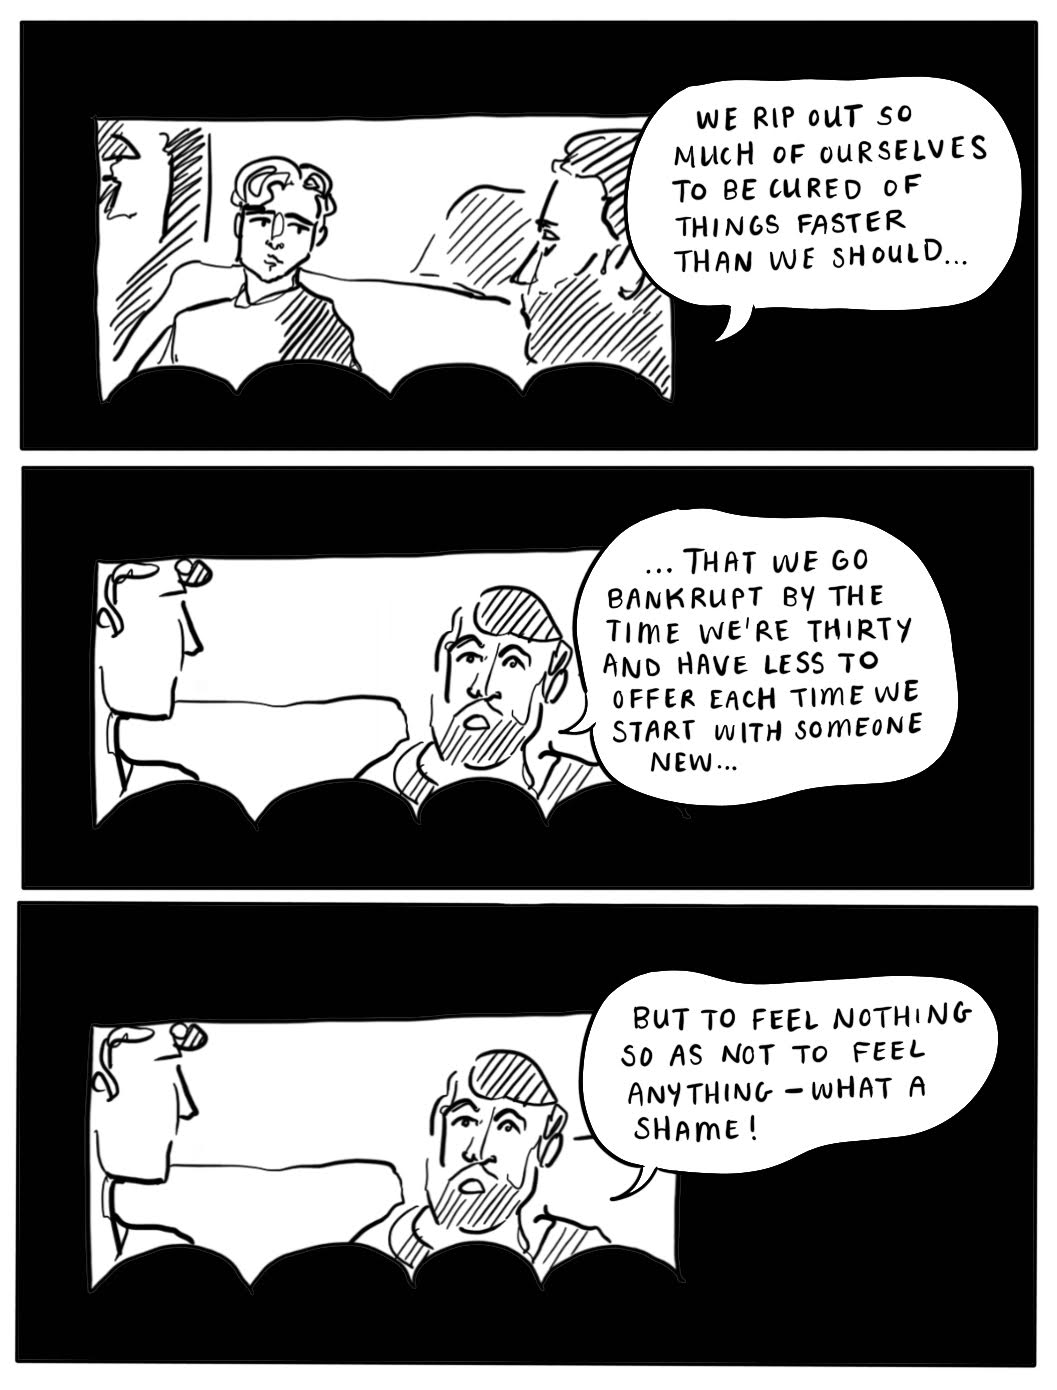 WE RIP OUT SO
MUCH OF OURSELVES
TO BE CURED OF
THINGS FASTER
THAN WE SHOULD...
... THAT WE GO
BANKRUPT BY THE
TIME WE'RE THIRTY
AND HAVE LESS TO
OFFER EACH TIME WE
START WITH SOMEONE
NEW...
BUT TO FEEL NOTHING
SO AS NOT TO FEEL
ANYTHING – WHAT A
SHAME!